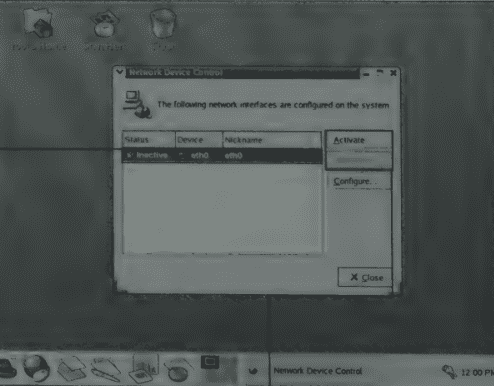 Network Device Control
The following network interfaces are configured on the system
Status Device Nickname
Inactive eth0 eth0
Activate
Configure...
Close
Network Device Control
12:00 PM